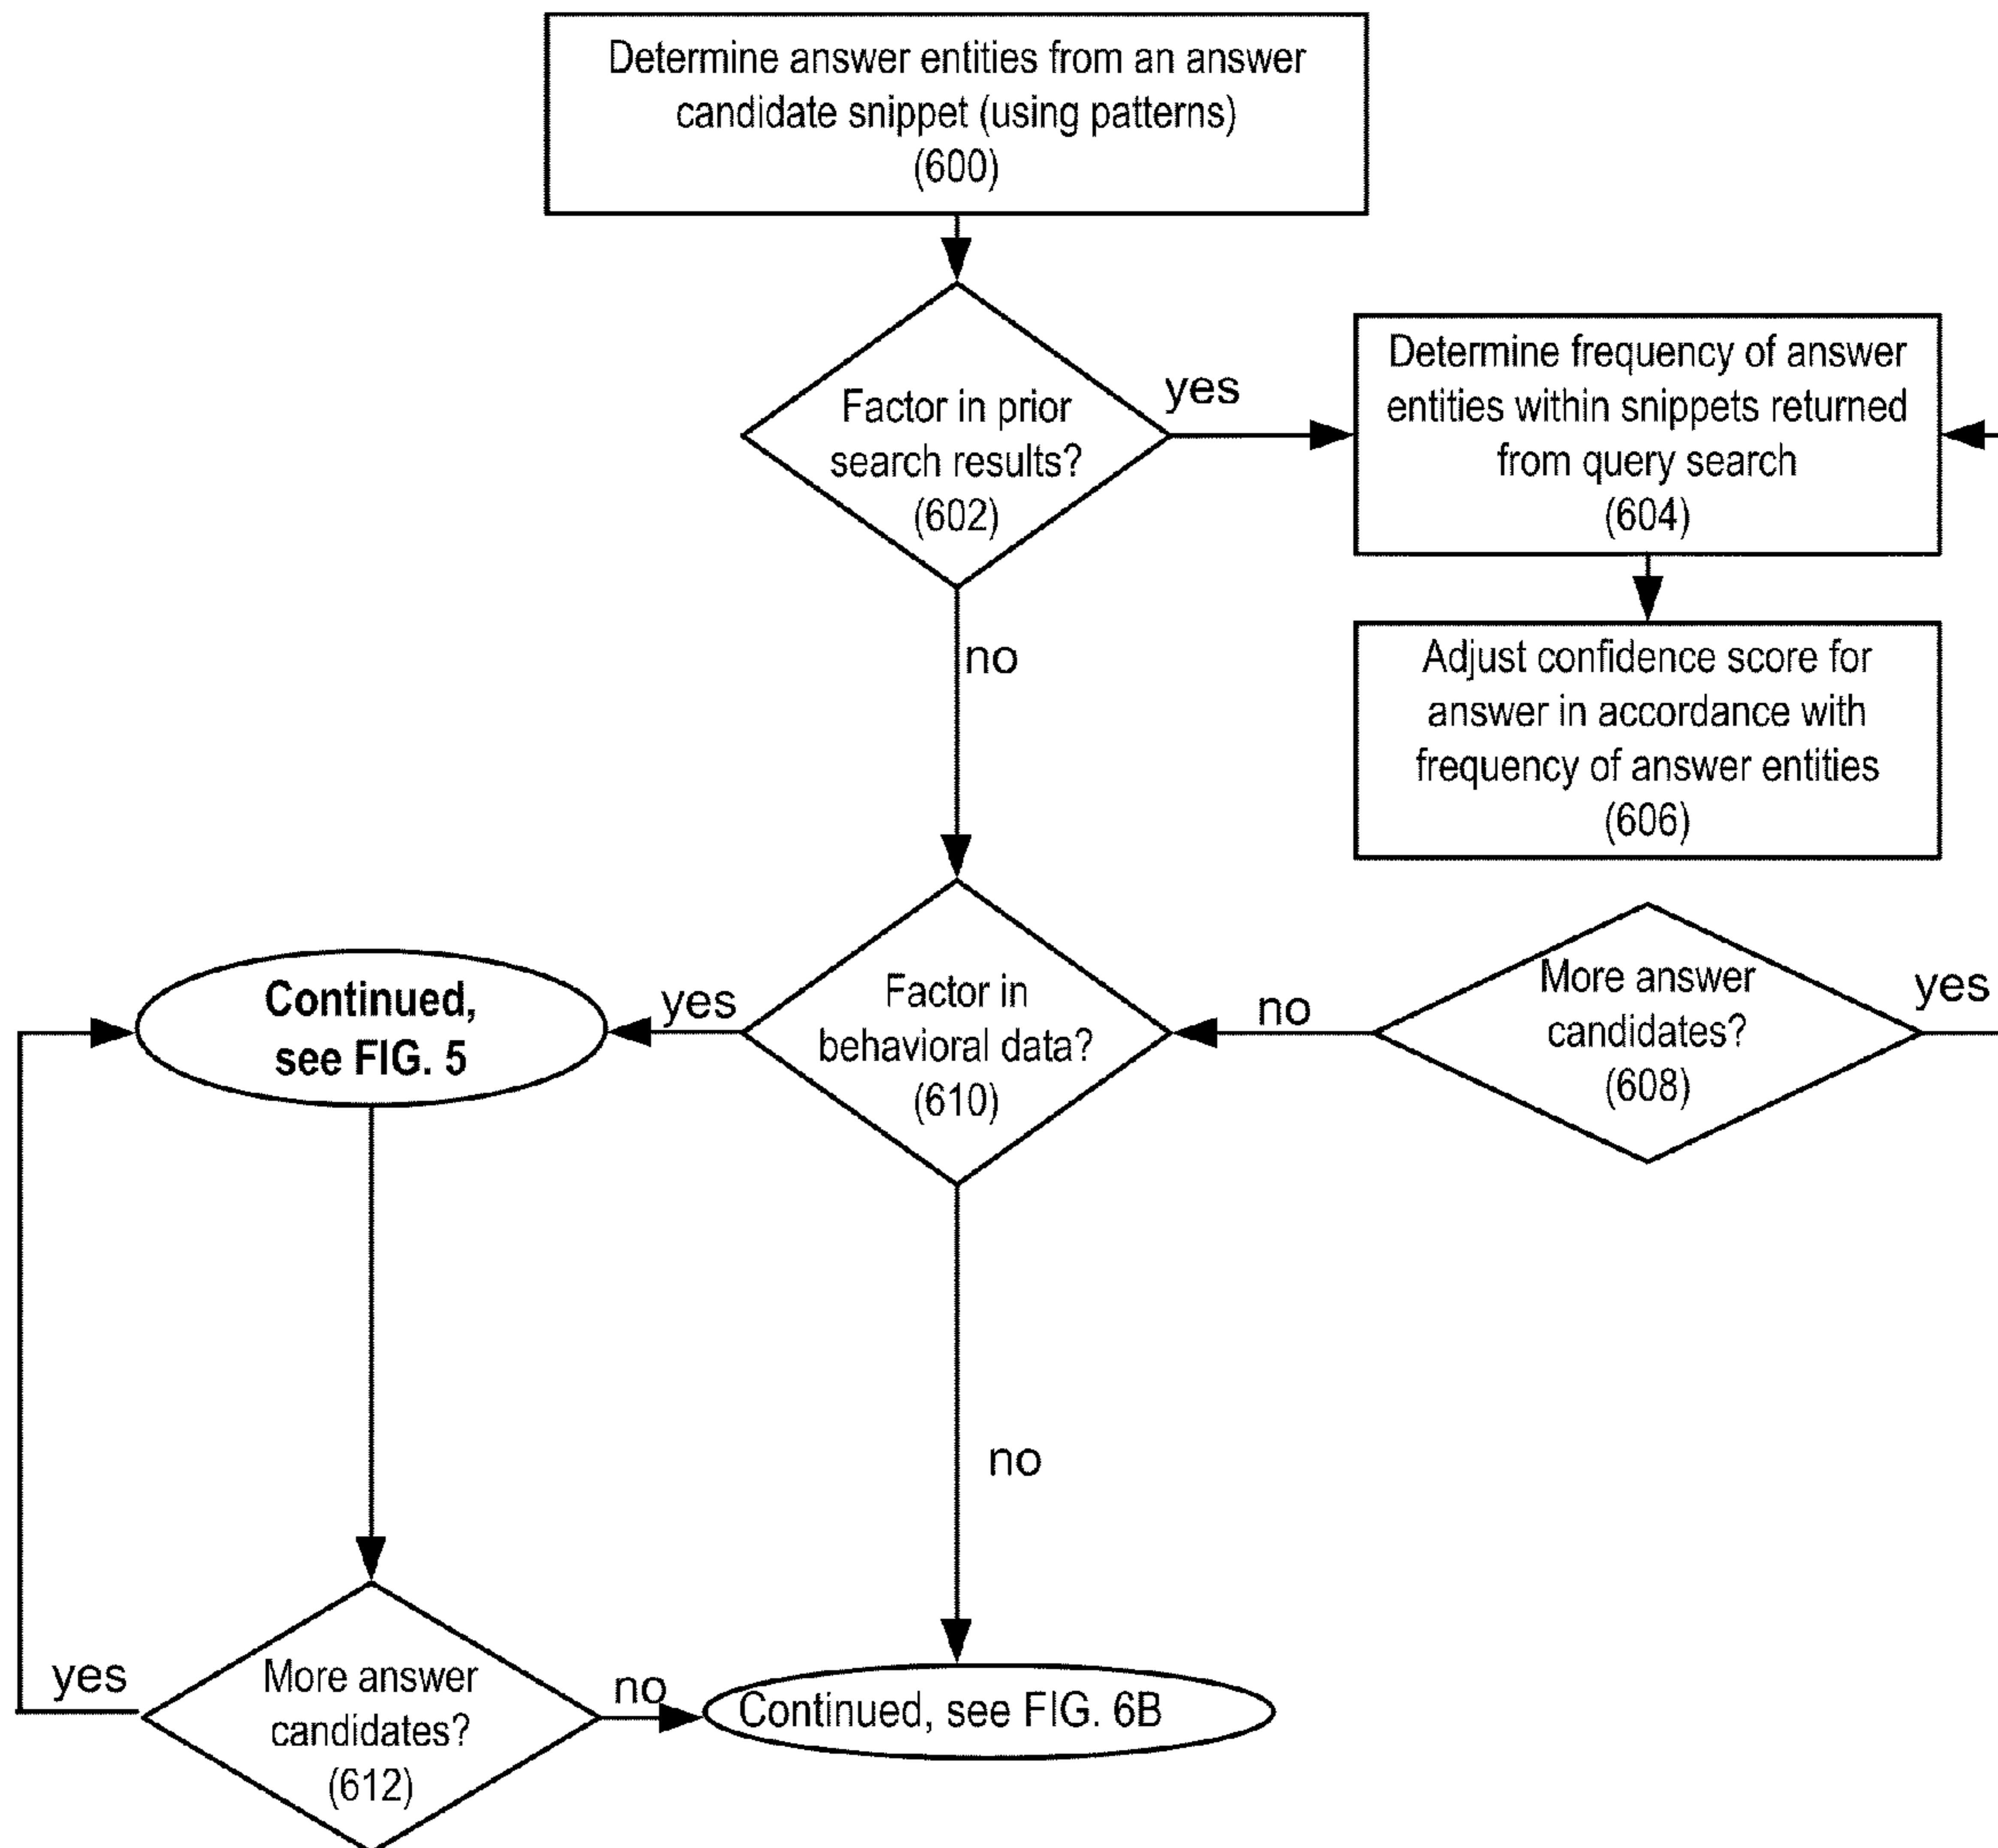 Determine answer entities from an answer
candidate snippet (using patterns)
(600)
Factor in prior
search results?
(602)
yes
Determine frequency of answer
entities within snippets returned
from query search
(604)
no
Adjust confidence score for
answer in accordance with
frequency of answer entities
(606)
Continued,
see FIG. 5
yes
Factor in
behavioral data?
(610)
no
More answer
candidates?
(608)
yes
no
yes
More answer
candidates?
(612)
no
Continued, see FIG. 6B